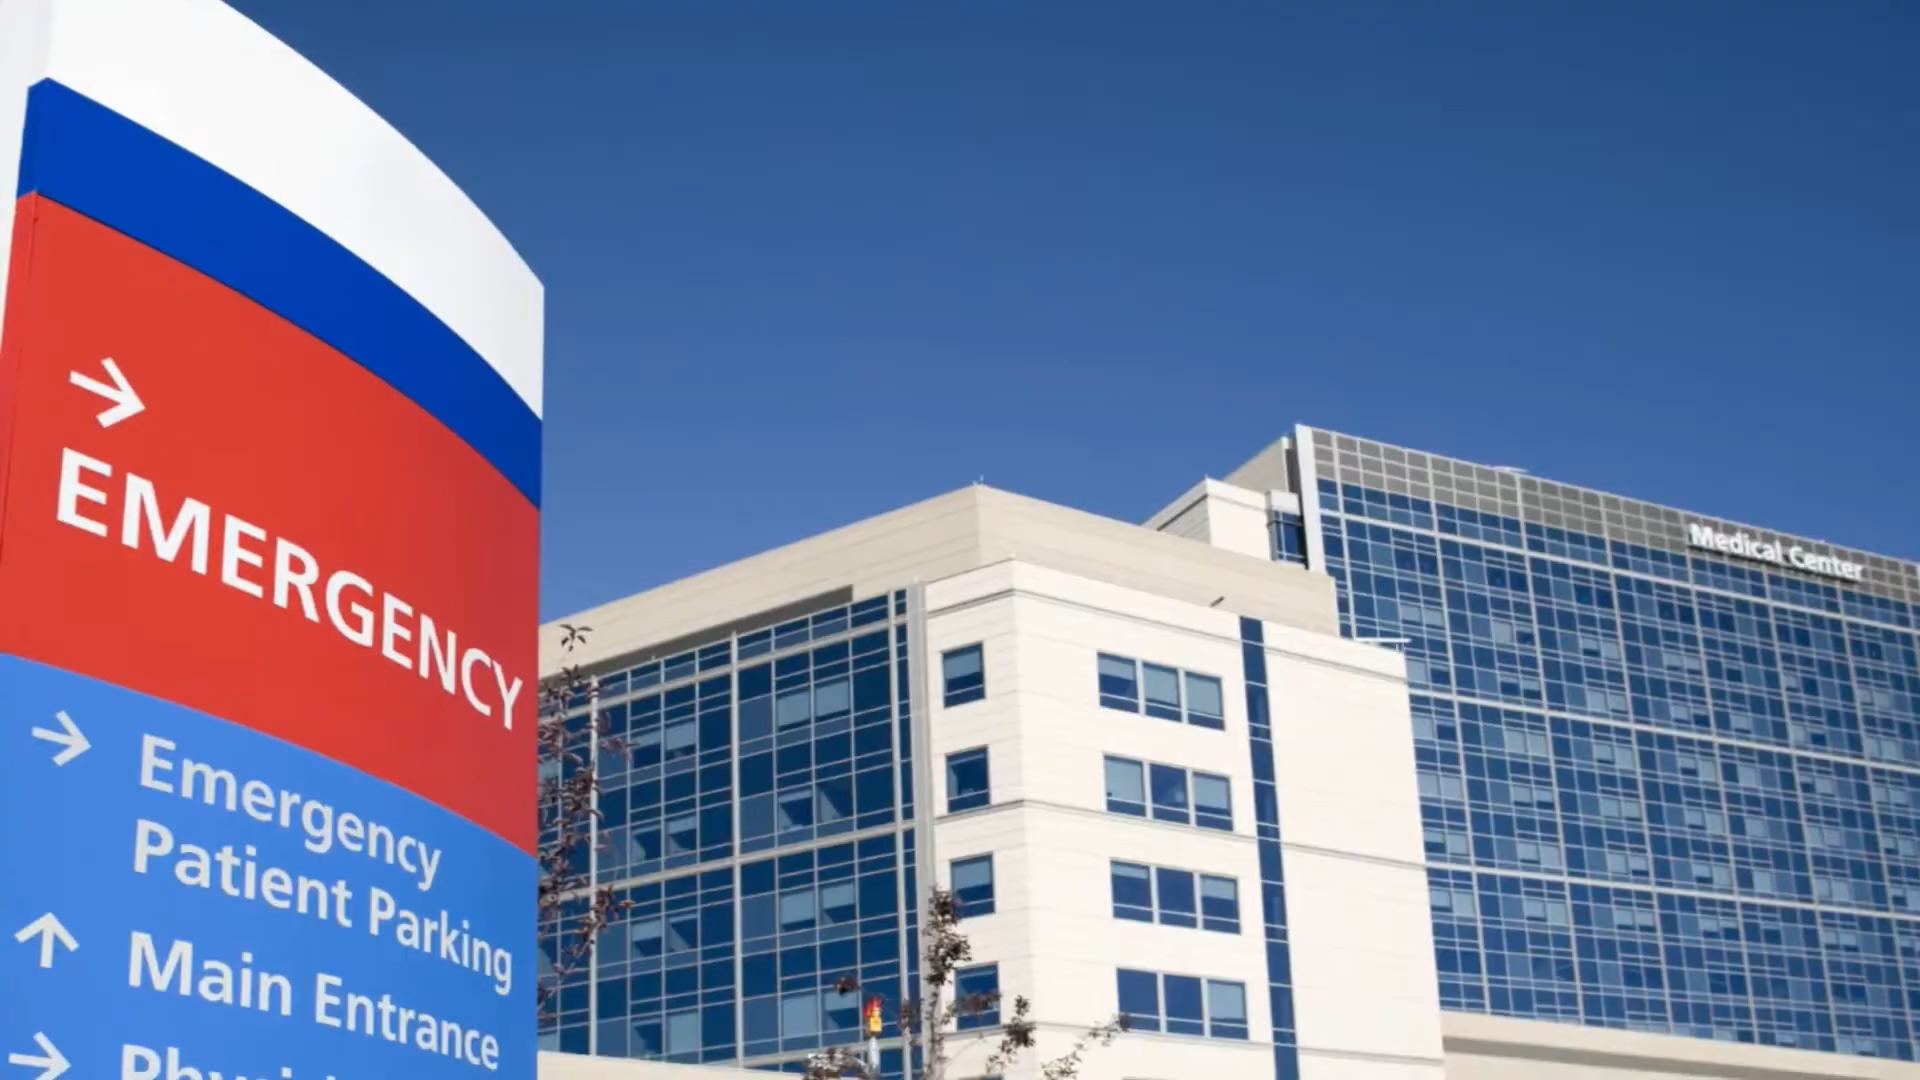 EMERGENCY
Emergency
Patient Parking
Main Entrance
Medical Center